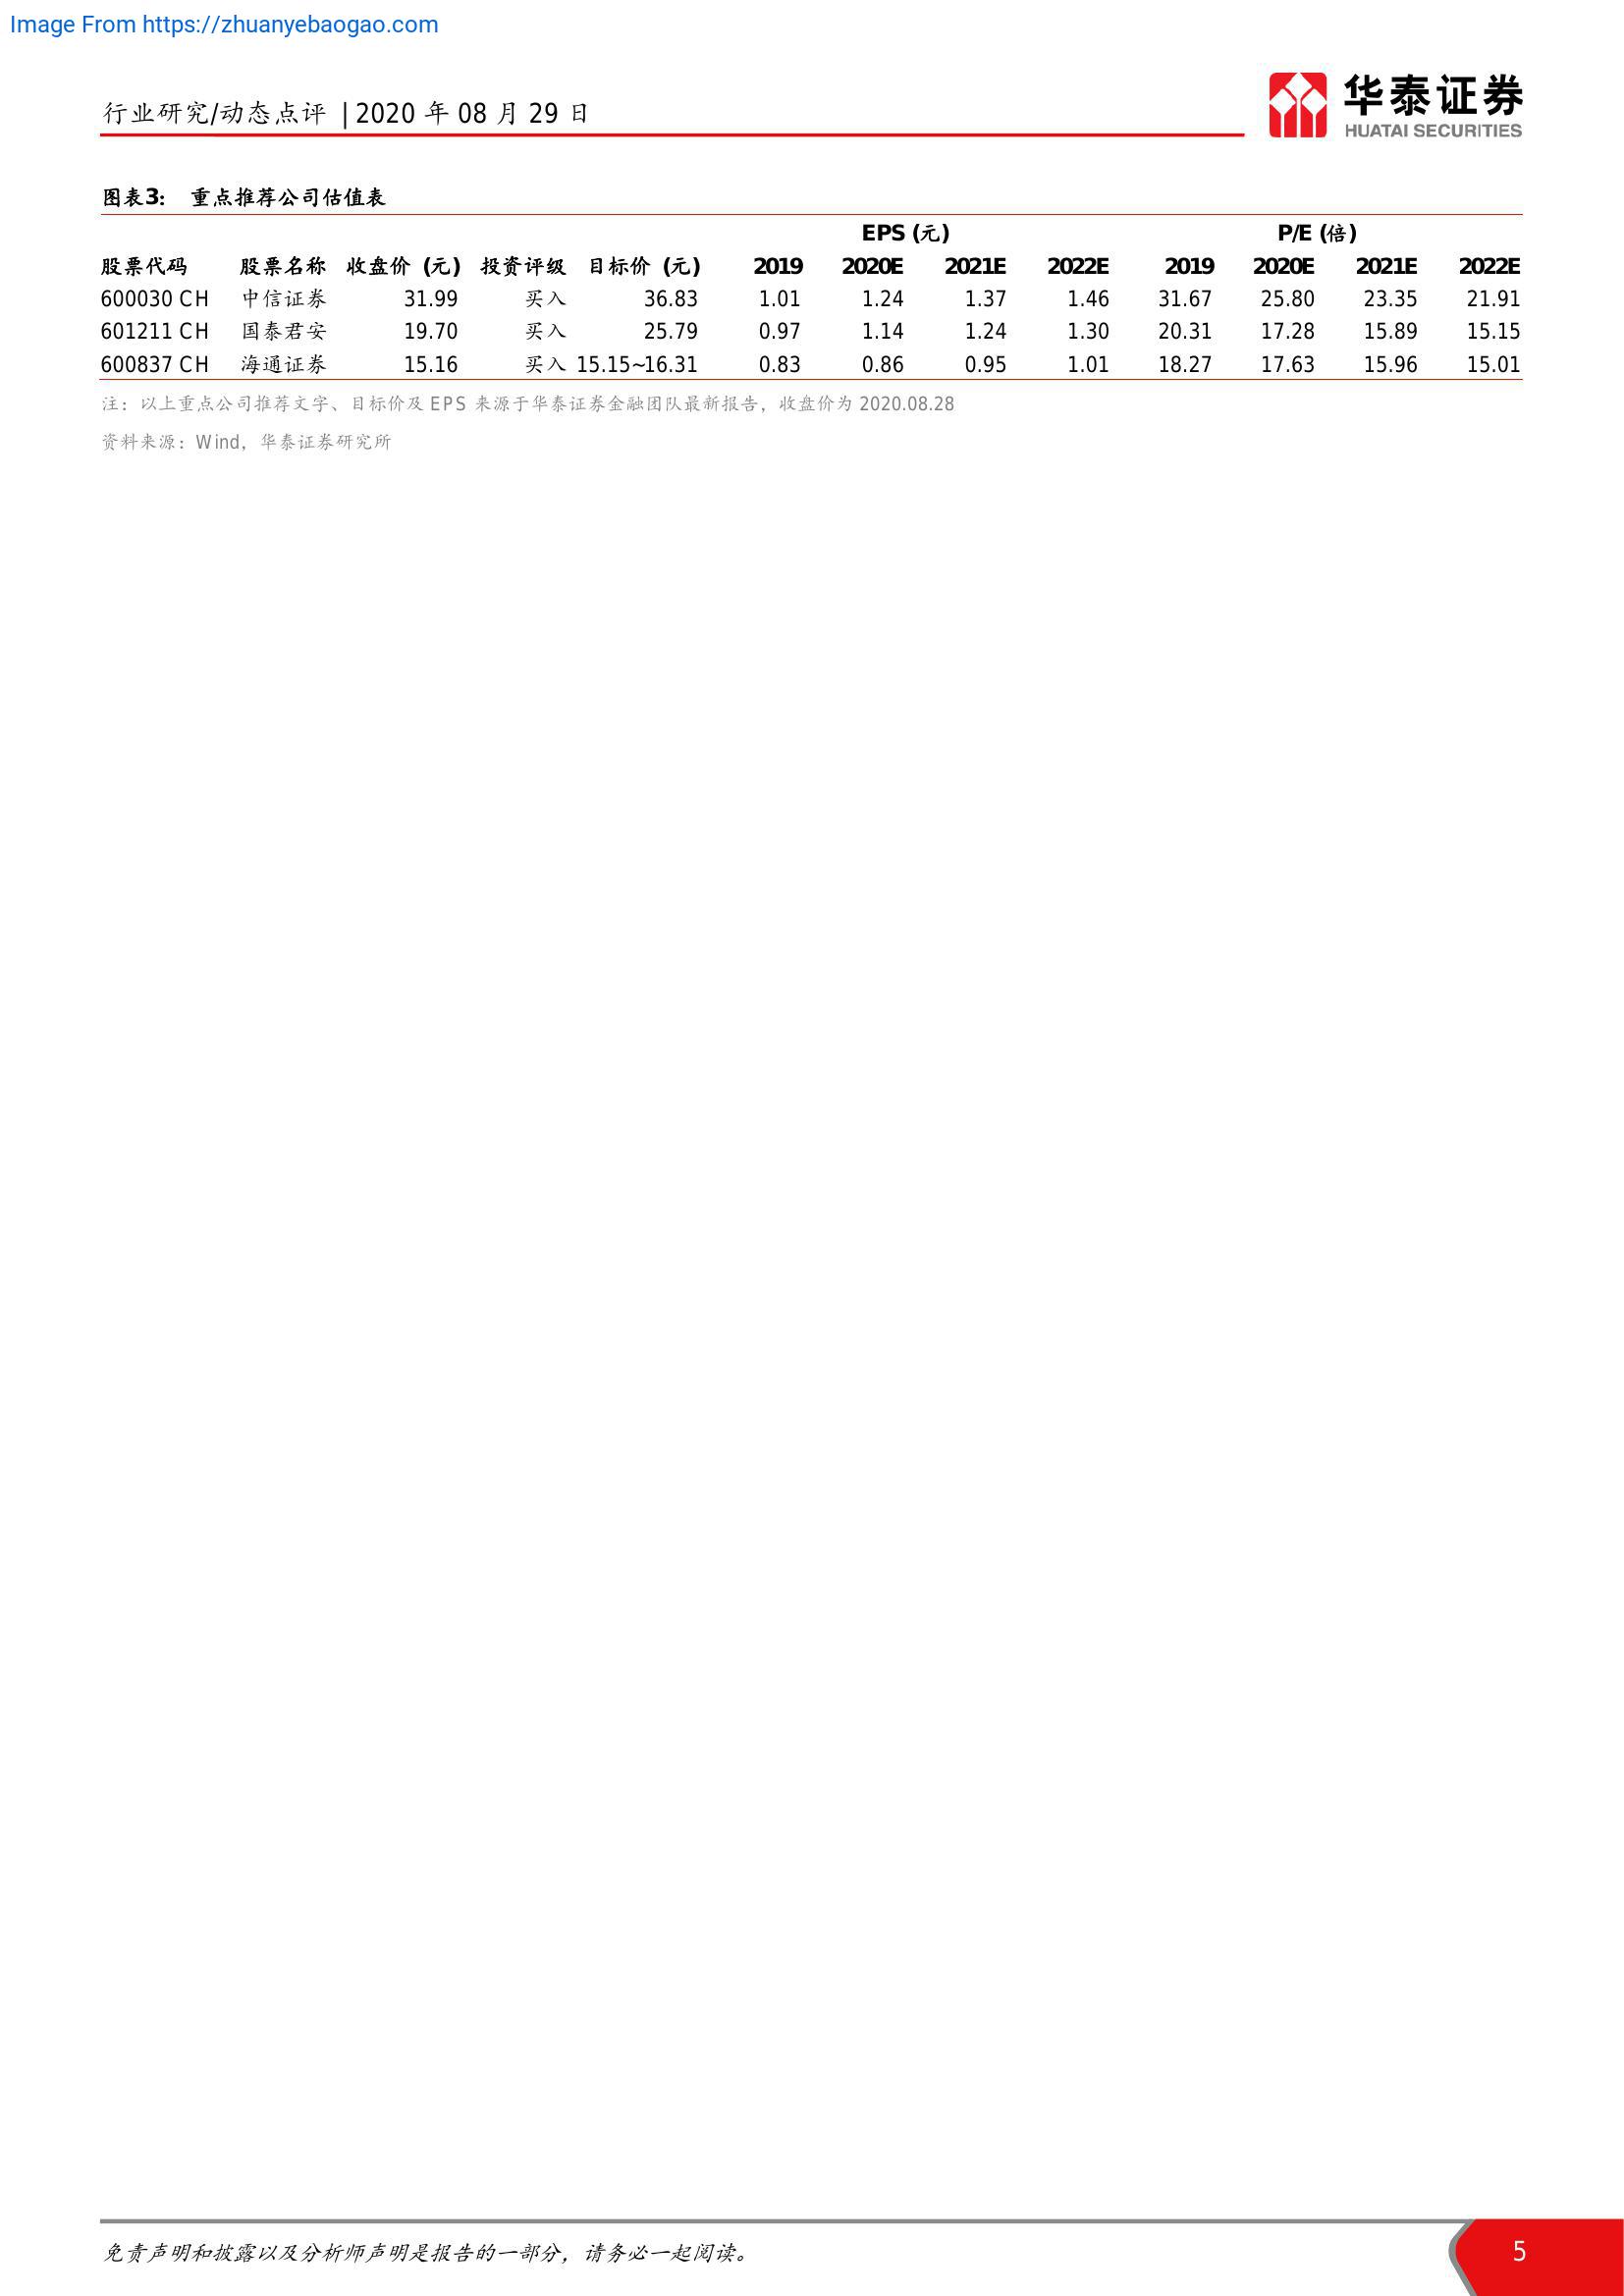 Image From https://zhuanyebaogao.com
行业研究/动态点评 | 2020 年 08 月 29 日
华泰证券
HUATAI SECURITIES
图表3： 重点推荐公司估值表
EPS (元) P/E (倍)
股票代码 股票名称 收盘价 (元) 投资评级 目标价 (元) 2019 2020E 2021E 2022E 2019 2020E 2021E 2022E
600030 CH 中信证券 31.99 买入 36.83 1.01 1.24 1.37 1.46 31.67 25.80 23.35 21.91
601211 CH 国泰君安 19.70 买入 25.79 0.97 1.14 1.24 1.30 20.31 17.28 15.89 15.15
600837 CH 海通证券 15.16 买入 15.15~16.31 0.83 0.86 0.95 1.01 18.27 17.63 15.96 15.01
注：以上重点公司推荐文字、目标价及 EPS 来源于华泰证券金融团队最新报告，收盘价为 2020.08.28
资料来源：Wind，华泰证券研究所
免责声明和披露以及分析师声明是报告的一部分，请务必一起阅读。
5